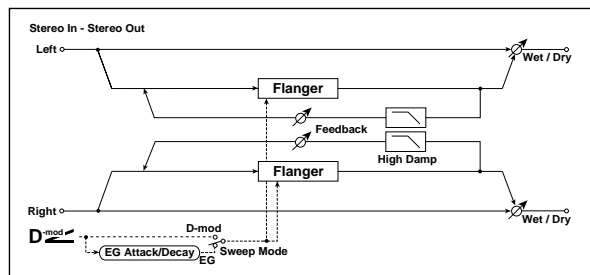 Stereo In - Stereo Out
Left
Wet / Dry
Flanger
Feedback
High Damp
Flanger
Right
Wet / Dry
D-mod
D-mod
EG Attack/Decay
EG
Sweep Mode